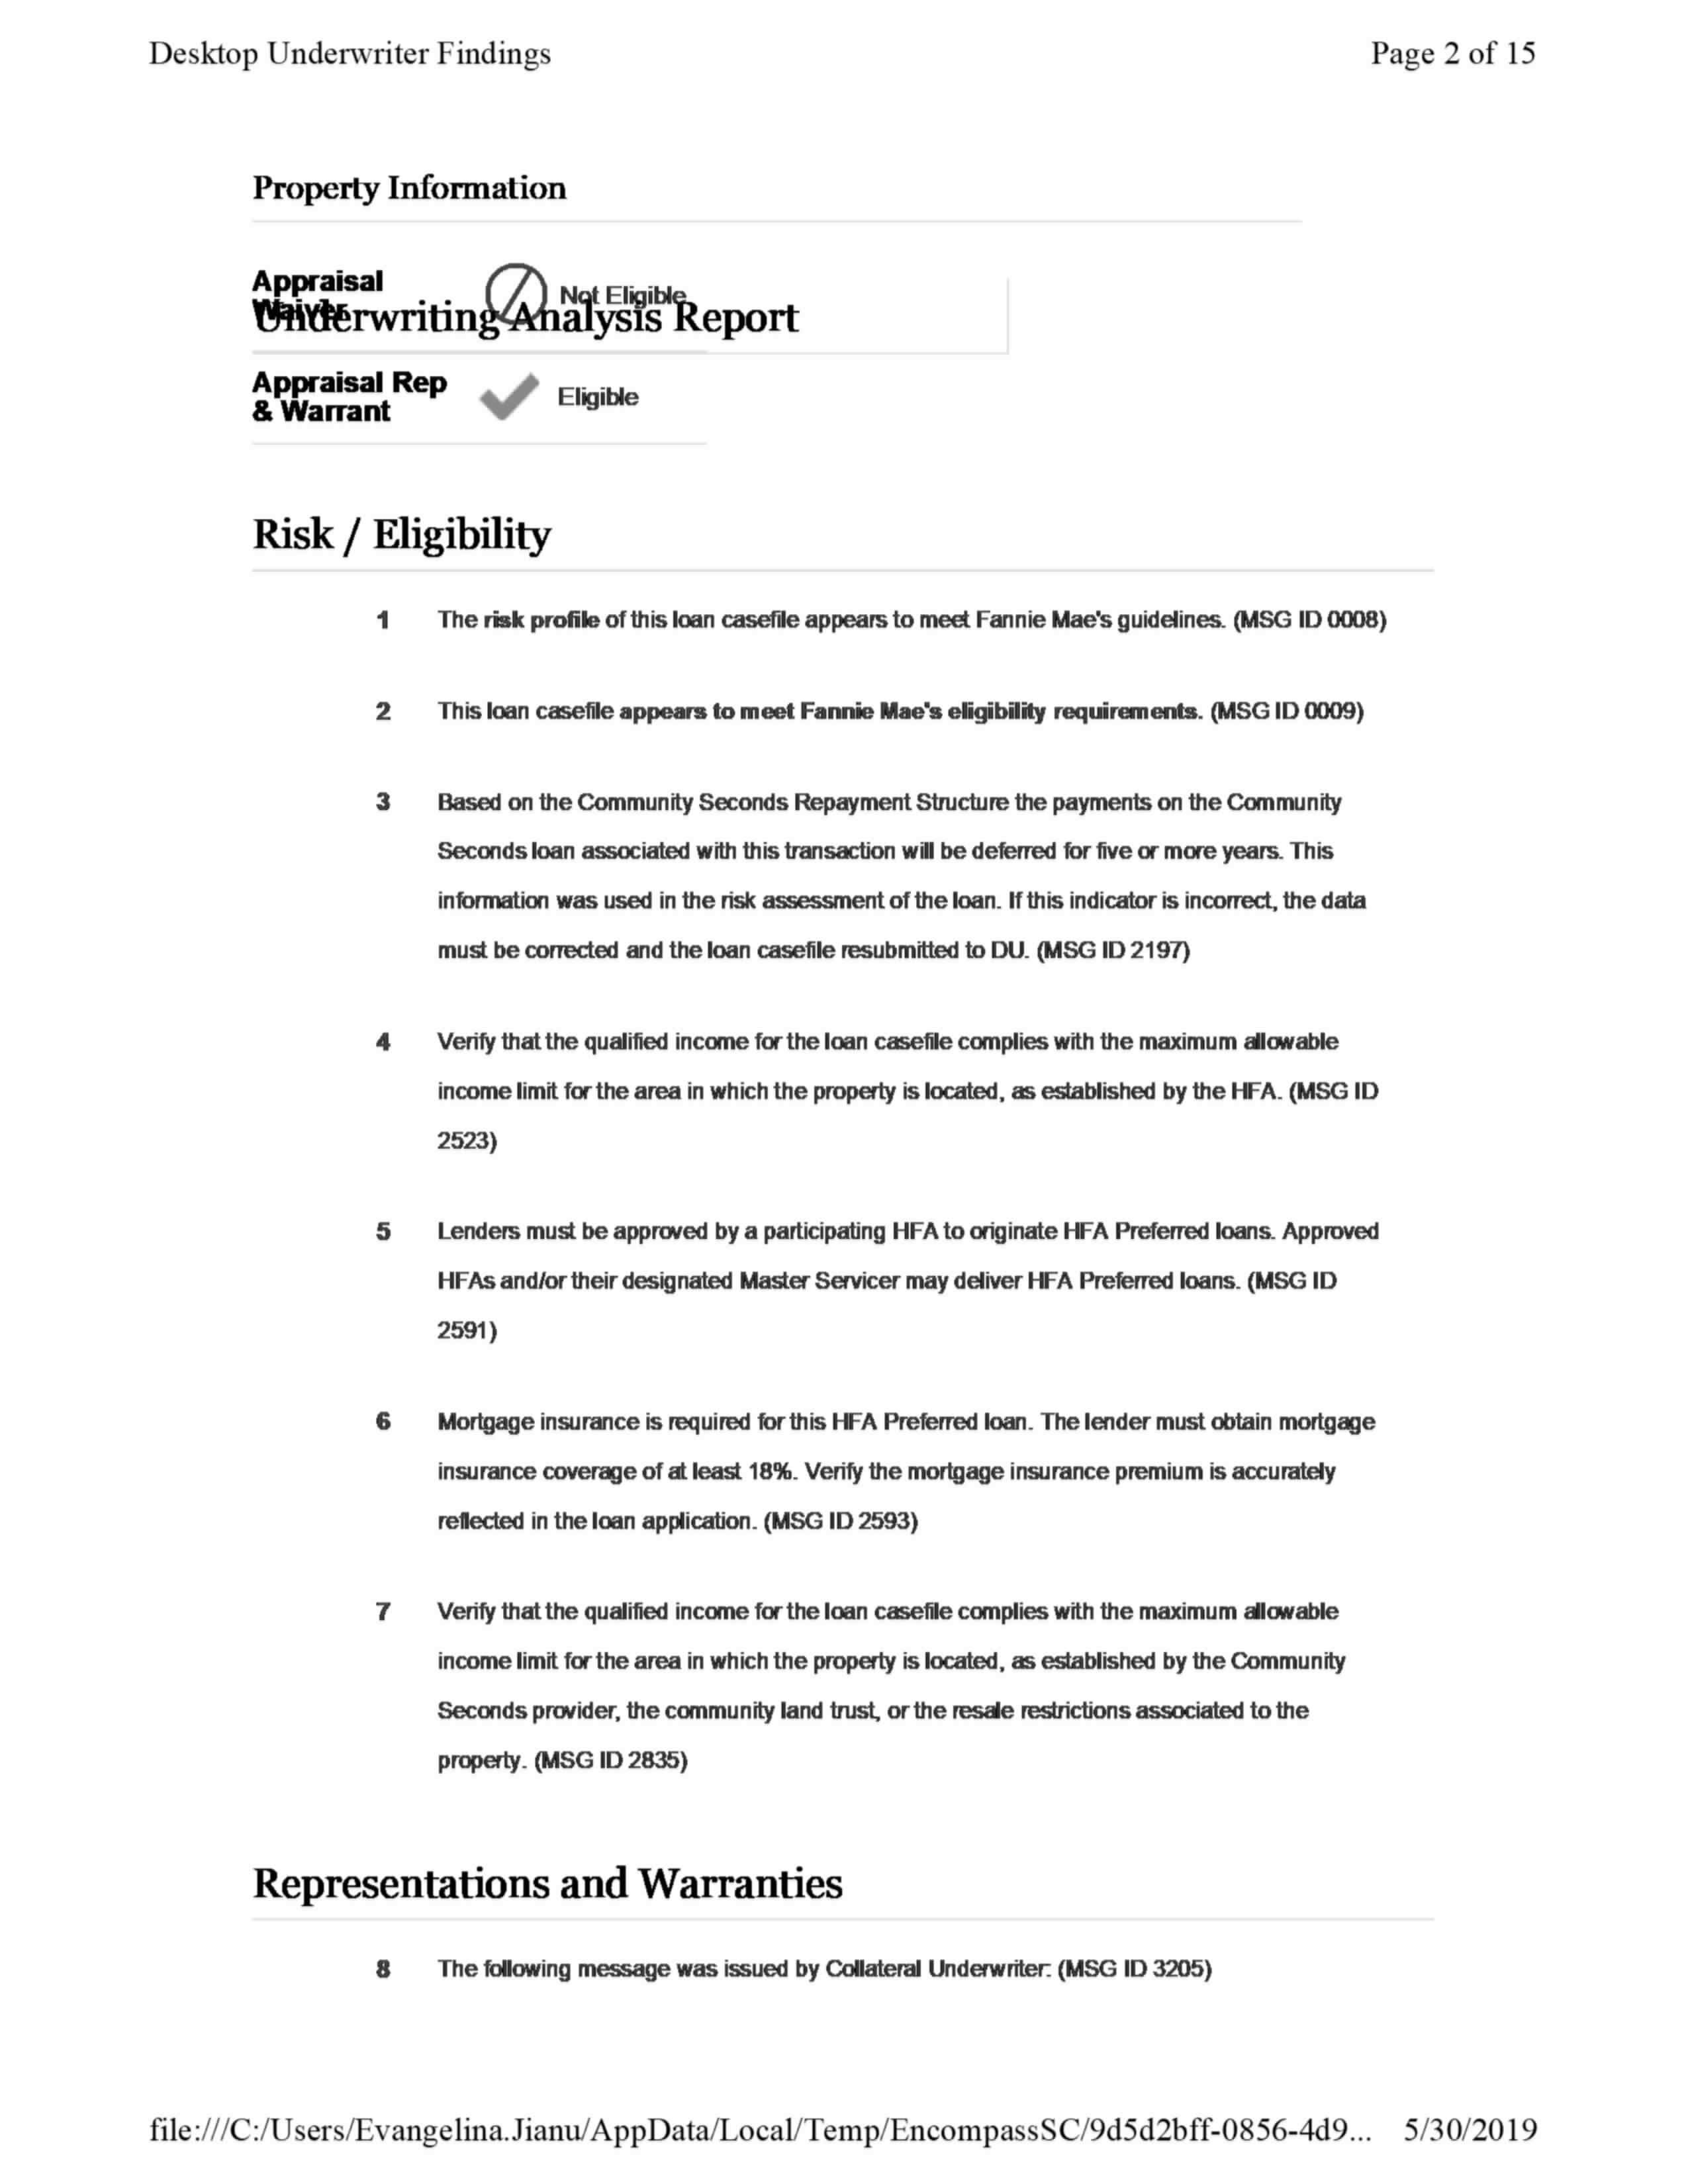 Desktop Underwriter Findings Page 2 of 15
Property Information
Appraisal
Waiver
Not Eligible
Underwriting Analysis Report
Appraisal Rep
& Warrant
Eligible
Risk / Eligibility
1 The risk profile of this loan casefile appears to meet Fannie Mae's guidelines. (MSG ID 0008)
2 This loan casefile appears to meet Fannie Mae's eligibility requirements. (MSG ID 0009)
3 Based on the Community Seconds Repayment Structure the payments on the Community
Seconds loan associated with this transaction will be deferred for five or more years. This
information was used in the risk assessment of the loan. If this indicator is incorrect, the data
must be corrected and the loan casefile resubmitted to DU. (MSG ID 2197)
4 Verify that the qualified income for the loan casefile complies with the maximum allowable
income limit for the area in which the property is located, as established by the HFA. (MSG ID
2523)
5 Lenders must be approved by a participating HFA to originate HFA Preferred loans. Approved
HFAs and/or their designated Master Servicer may deliver HFA Preferred loans. (MSG ID
2591)
6 Mortgage insurance is required for this HFA Preferred loan. The lender must obtain mortgage
insurance coverage of at least 18%. Verify the mortgage insurance premium is accurately
reflected in the loan application. (MSG ID 2593)
7 Verify that the qualified income for the loan casefile complies with the maximum allowable
income limit for the area in which the property is located, as established by the Community
Seconds provider, the community land trust, or the resale restrictions associated to the
property. (MSG ID 2835)
Representations and Warranties
8 The following message was issued by Collateral Underwriter: (MSG ID 3205)
file:///C:/Users/Evangelina.Jianu/AppData/Local/Temp/EncompassSC/9d5d2bff-0856-4d9... 5/30/2019